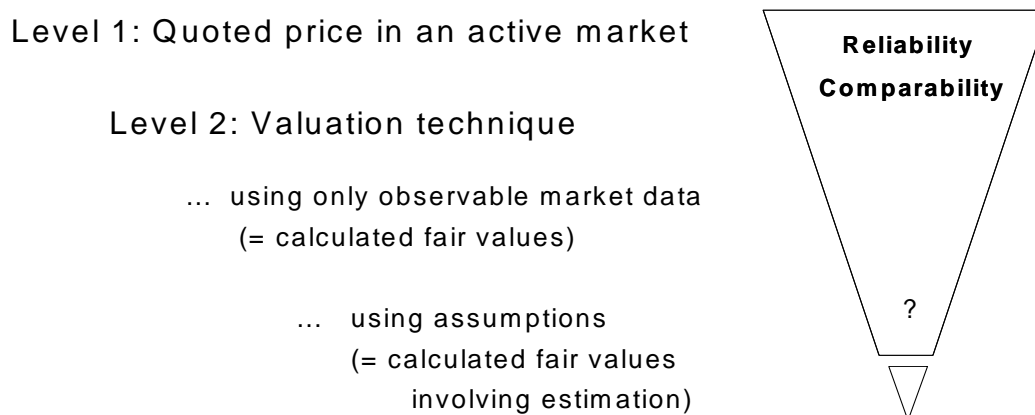 Level 1: Quoted price in an active market
Level 2: Valuation technique
... using only observable market data
(= calculated fair values)
... using assumptions
(= calculated fair values
involving estimation)
Reliability
Comparability
?